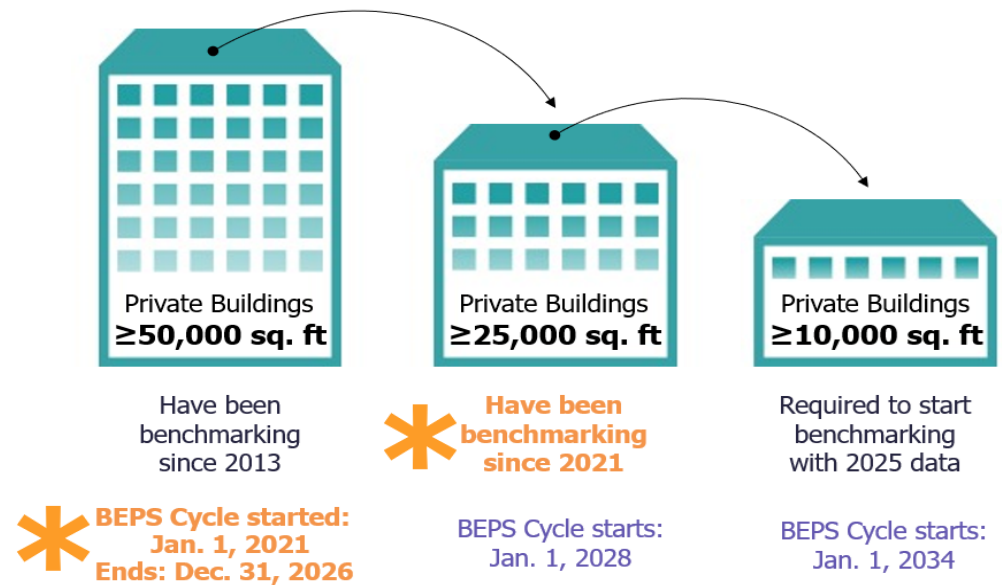 Private Buildings
≥50,000 sq. ft
Have been
benchmarking
since 2013
BEPS Cycle started:
Jan. 1, 2021
Ends: Dec. 31, 2026
Private Buildings
≥25,000 sq. ft
Have been
benchmarking
since 2021
BEPS Cycle starts:
Jan. 1, 2028
Private Buildings
≥10,000 sq. ft
Required to start
benchmarking
with 2025 data
BEPS Cycle starts:
Jan. 1, 2034